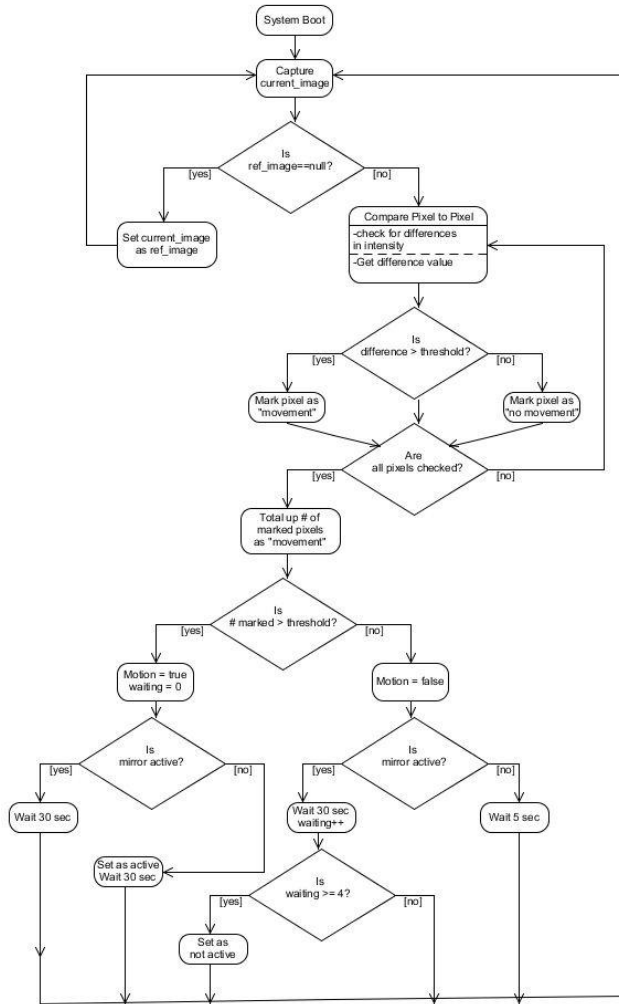 System Boot
Capture
current_image
Is
ref_image==null?
[yes]
[no]
Set current_image
as ref_image
Compare Pixel to Pixel
-check for differences
in intensity
-Get difference value
Is
difference > threshold?
[yes]
[no]
Mark pixel as
"movement"
Mark pixel as
"no movement"
Are
all pixels checked?
[yes]
[no]
Total up # of
marked pixels
as "movement"
Is
# marked > threshold?
[yes]
[no]
Motion = true
waiting = 0
Motion = false
Is
mirror active?
[yes]
[no]
Is
mirror active?
[yes]
[no]
Wait 30 sec
Wait 30 sec
waiting++
Wait 5 sec
Set as active
Wait 30 sec
Is
waiting >= 4?
[yes]
[no]
Set as
not active